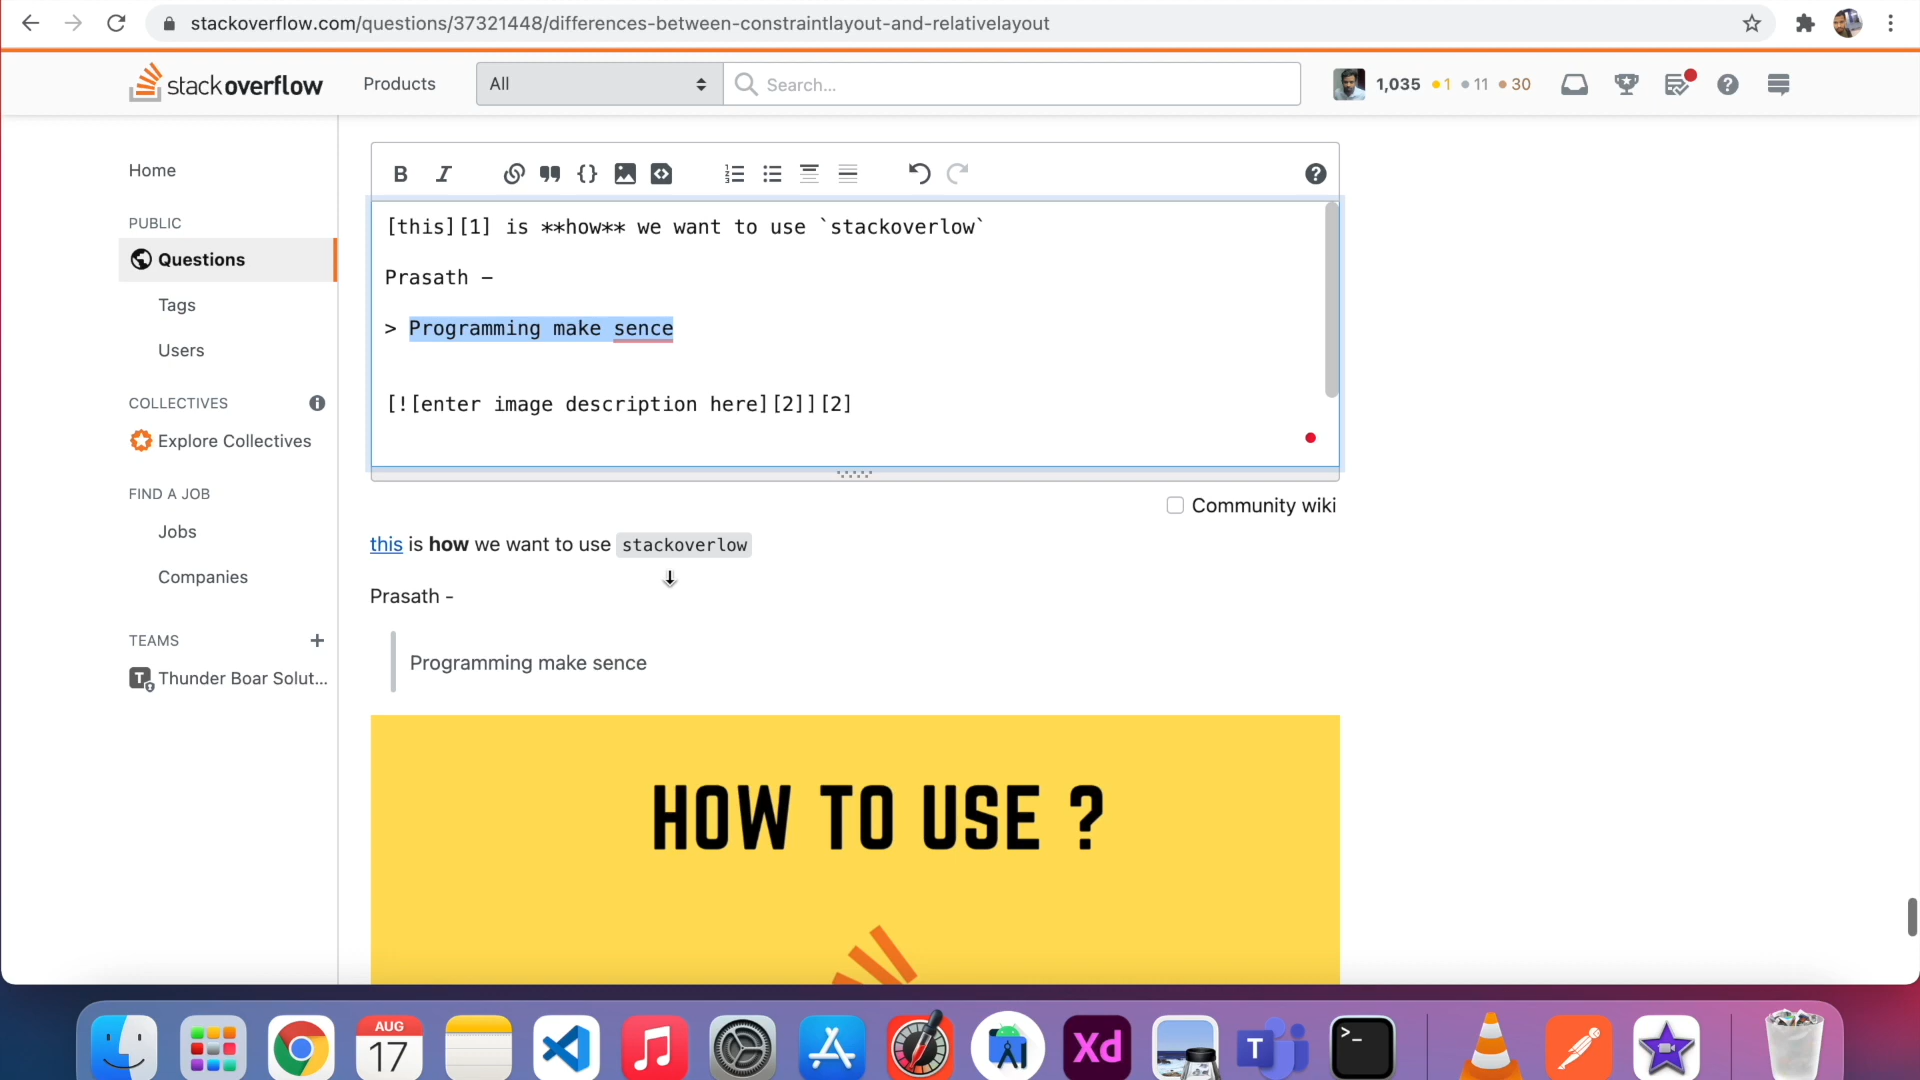 stackoverflow.com/questions/37321448/differences-between-constraintlayout-and-relativelayout
stackoverflow
Products
All
Search...
1,035 1 11 30
Home
PUBLIC
Questions
Tags
Users
COLLECTIVES
Explore Collectives
FIND A JOB
Jobs
Companies
TEAMS
Thunder Boar Solut...
B I
[this][1] is **how** we want to use `stackoverlow`
Prasath –
> Programming make sence
[![enter image description here][2]][2]
Community wiki
this is how we want to use stackoverlow
Prasath -
Programming make sence
HOW TO USE ?
AUG
17
Xd
T
>_